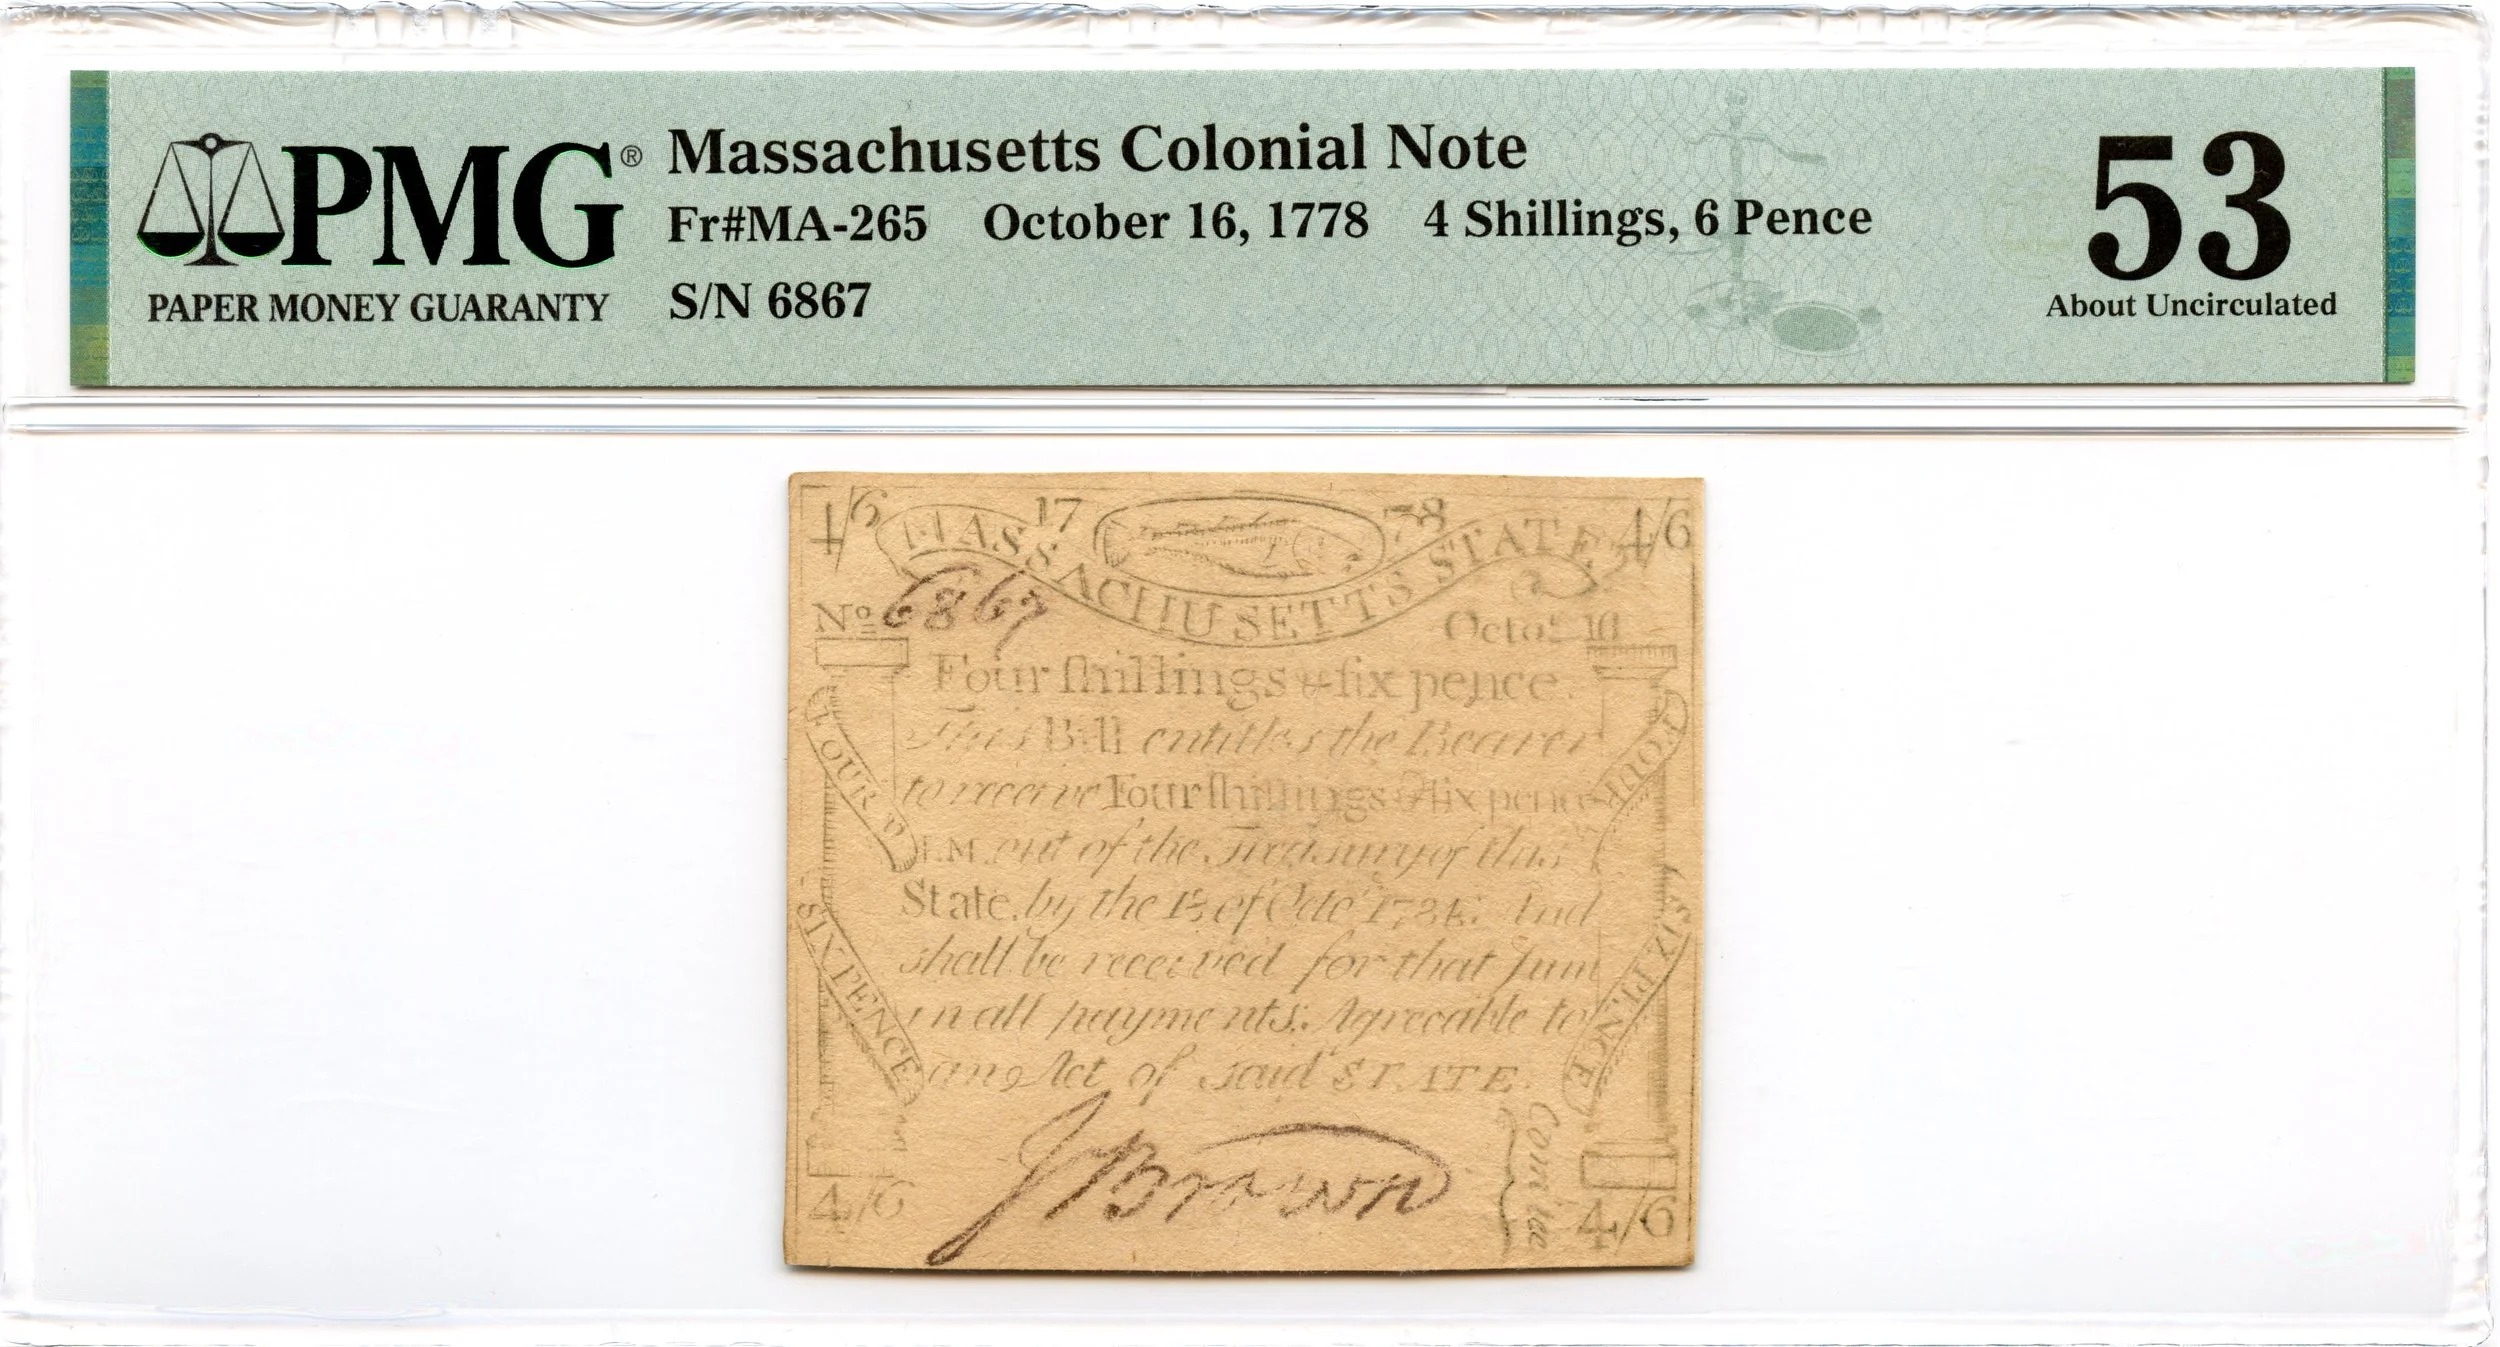 PMG®
PAPER MONEY GUARANTY
Massachusetts Colonial Note
Fr#MA-265 October 16, 1778 4 Shillings, 6 Pence
S/N 6867
53
About Uncirculated
4/6 17 78 4/6
MASSACHUSETTS STATE
No 6867
Octor. 16
Four ſhillings & ſix pence.
This Bill entitles the Bearer
to receive Four ſhillings & ſix pence
L.M. out of the Treasury of this
State, by the 1st of Octor 1784. And
shall be received for that Sum
in all payments. Agreeable to
an Act of said STATE.
FOUR S
SIX PENCE
FOUR
SIX PENCE
J Brown
Com'tee
4/6 4/6